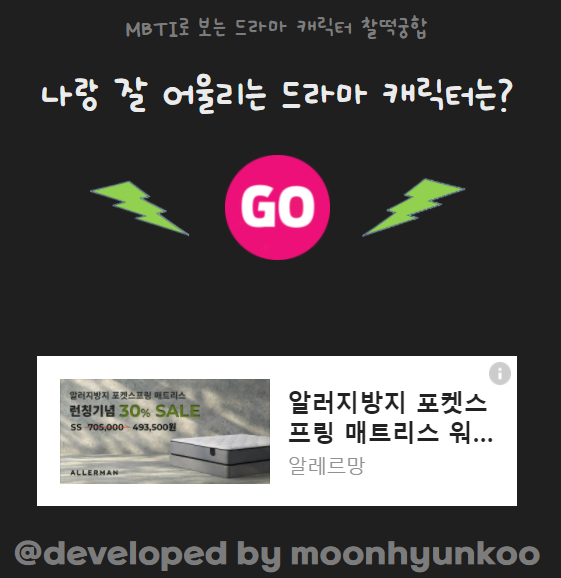 MBTI로 보는 드라마 캐릭터 찰떡궁합
나랑 잘 어울리는 드라마 캐릭터는?
GO
알러지방지 포켓스프링 매트리스
런칭기념 30% SALE
SS 705,000 → 493,500원
ALLERMAN
알러지방지 포켓스
프링 매트리스 워...
알레르망
@developed by moonhyunkoo